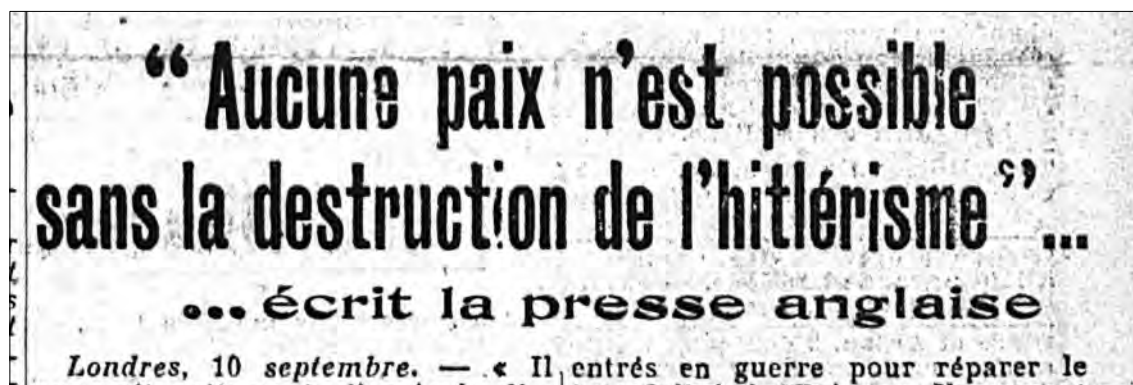 “ Aucune paix n'est possible
sans la destruction de l'hitlérisme ”...
... écrit la presse anglaise
Londres, 10 septembre. — « Il entrés en guerre pour réparer le